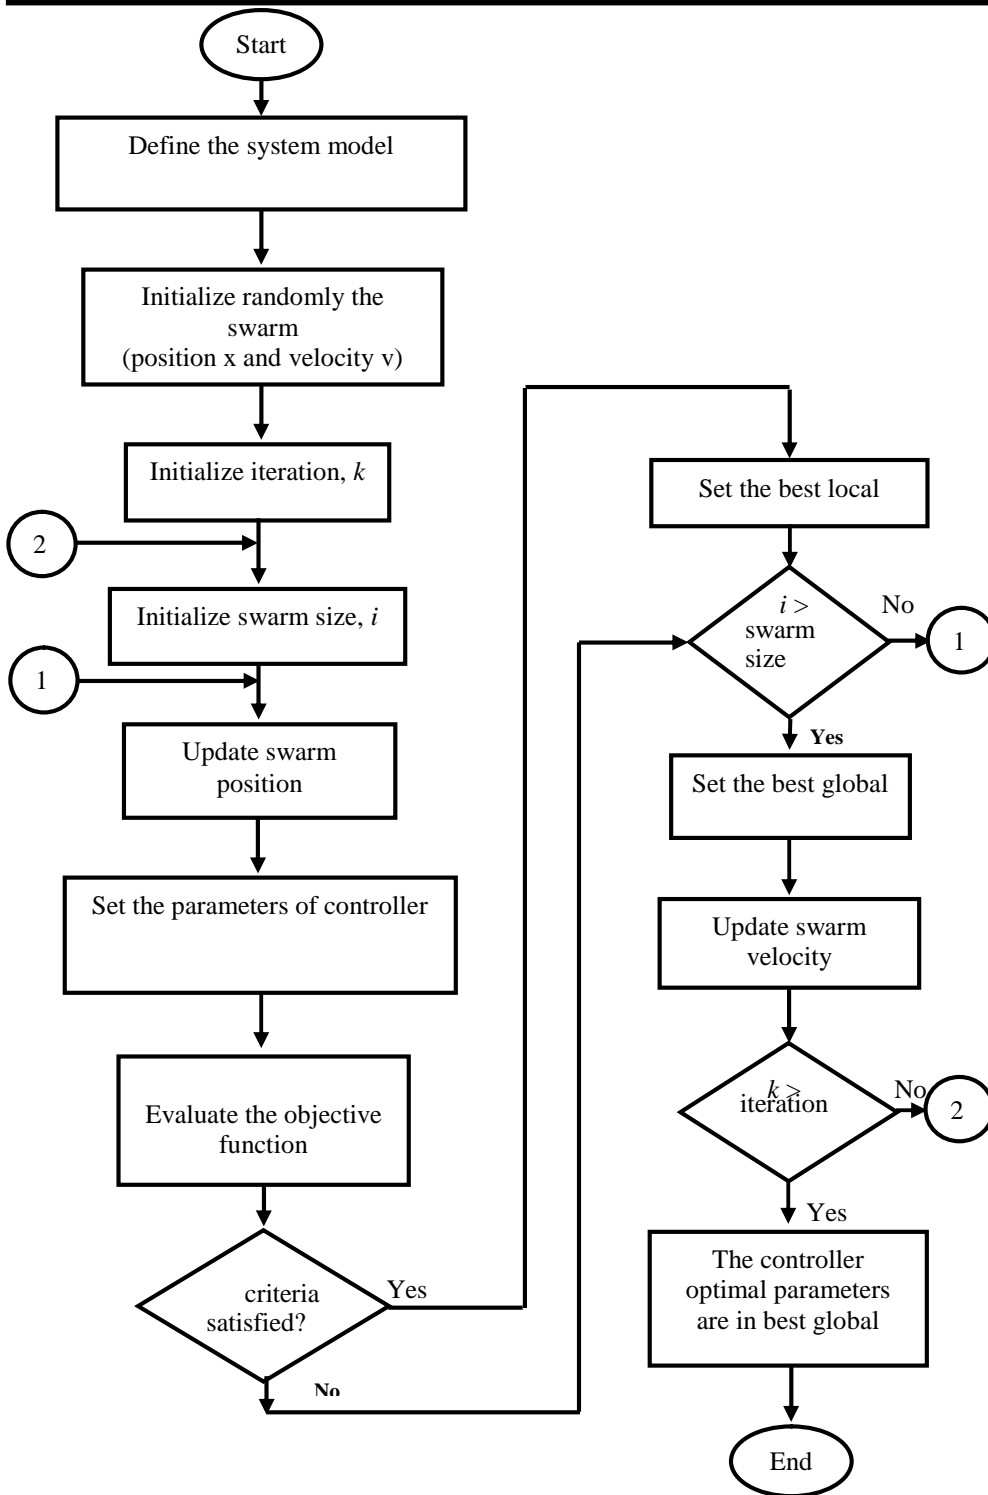 Start
Define the system model
Initialize randomly the
swarm
(position x and velocity v)
Initialize iteration, k
2
Initialize swarm size, i
1
Update swarm
position
Set the parameters of controller
Evaluate the objective
function
criteria
satisfied?
Yes
No
Set the best local
i >
swarm
size
No
1
Yes
Set the best global
Update swarm
velocity
k >
iteration
No
2
Yes
The controller
optimal parameters
are in best global
End